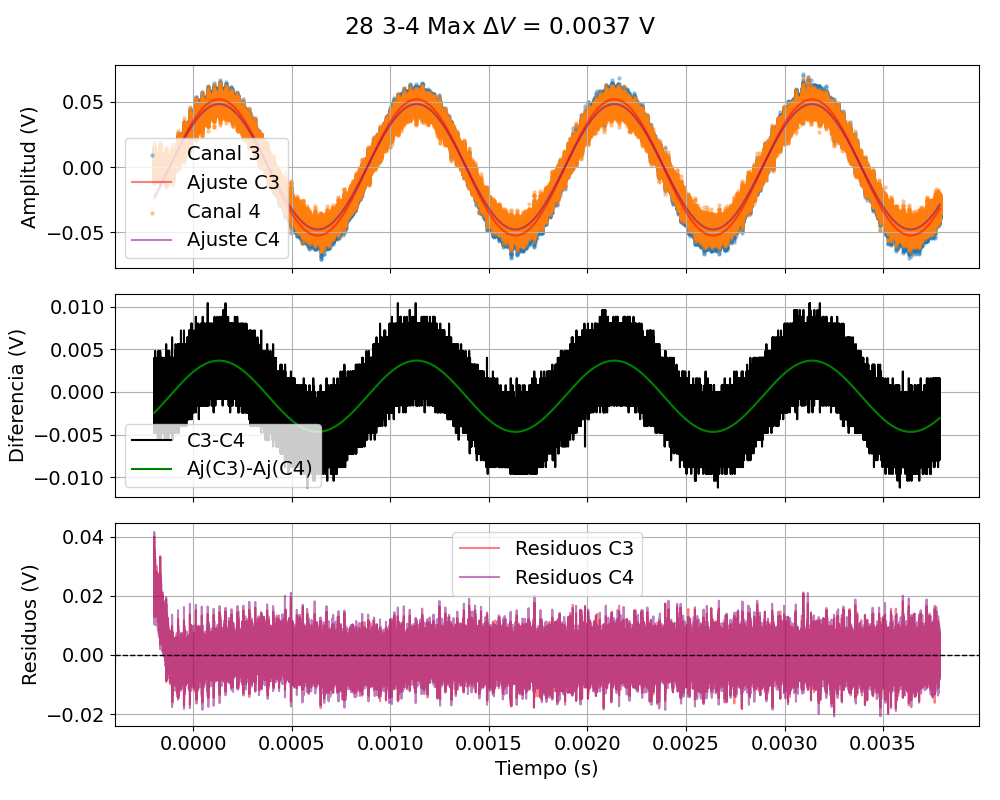 28 3-4 Max ΔV = 0.0037 V
Amplitud (V)
0.05
0.00
−0.05
Canal 3
Ajuste C3
Canal 4
Ajuste C4
Diferencia (V)
0.010
0.005
0.000
−0.005
−0.010
C3-C4
Aj(C3)-Aj(C4)
Residuos (V)
0.04
0.02
0.00
−0.02
Residuos C3
Residuos C4
0.0000 0.0005 0.0010 0.0015 0.0020 0.0025 0.0030 0.0035
Tiempo (s)